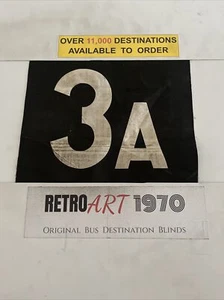 OVER 11,000 DESTINATIONS
AVAILABLE TO ORDER
3A
RETROART 1970
ORIGINAL BUS DESTINATION BLINDS